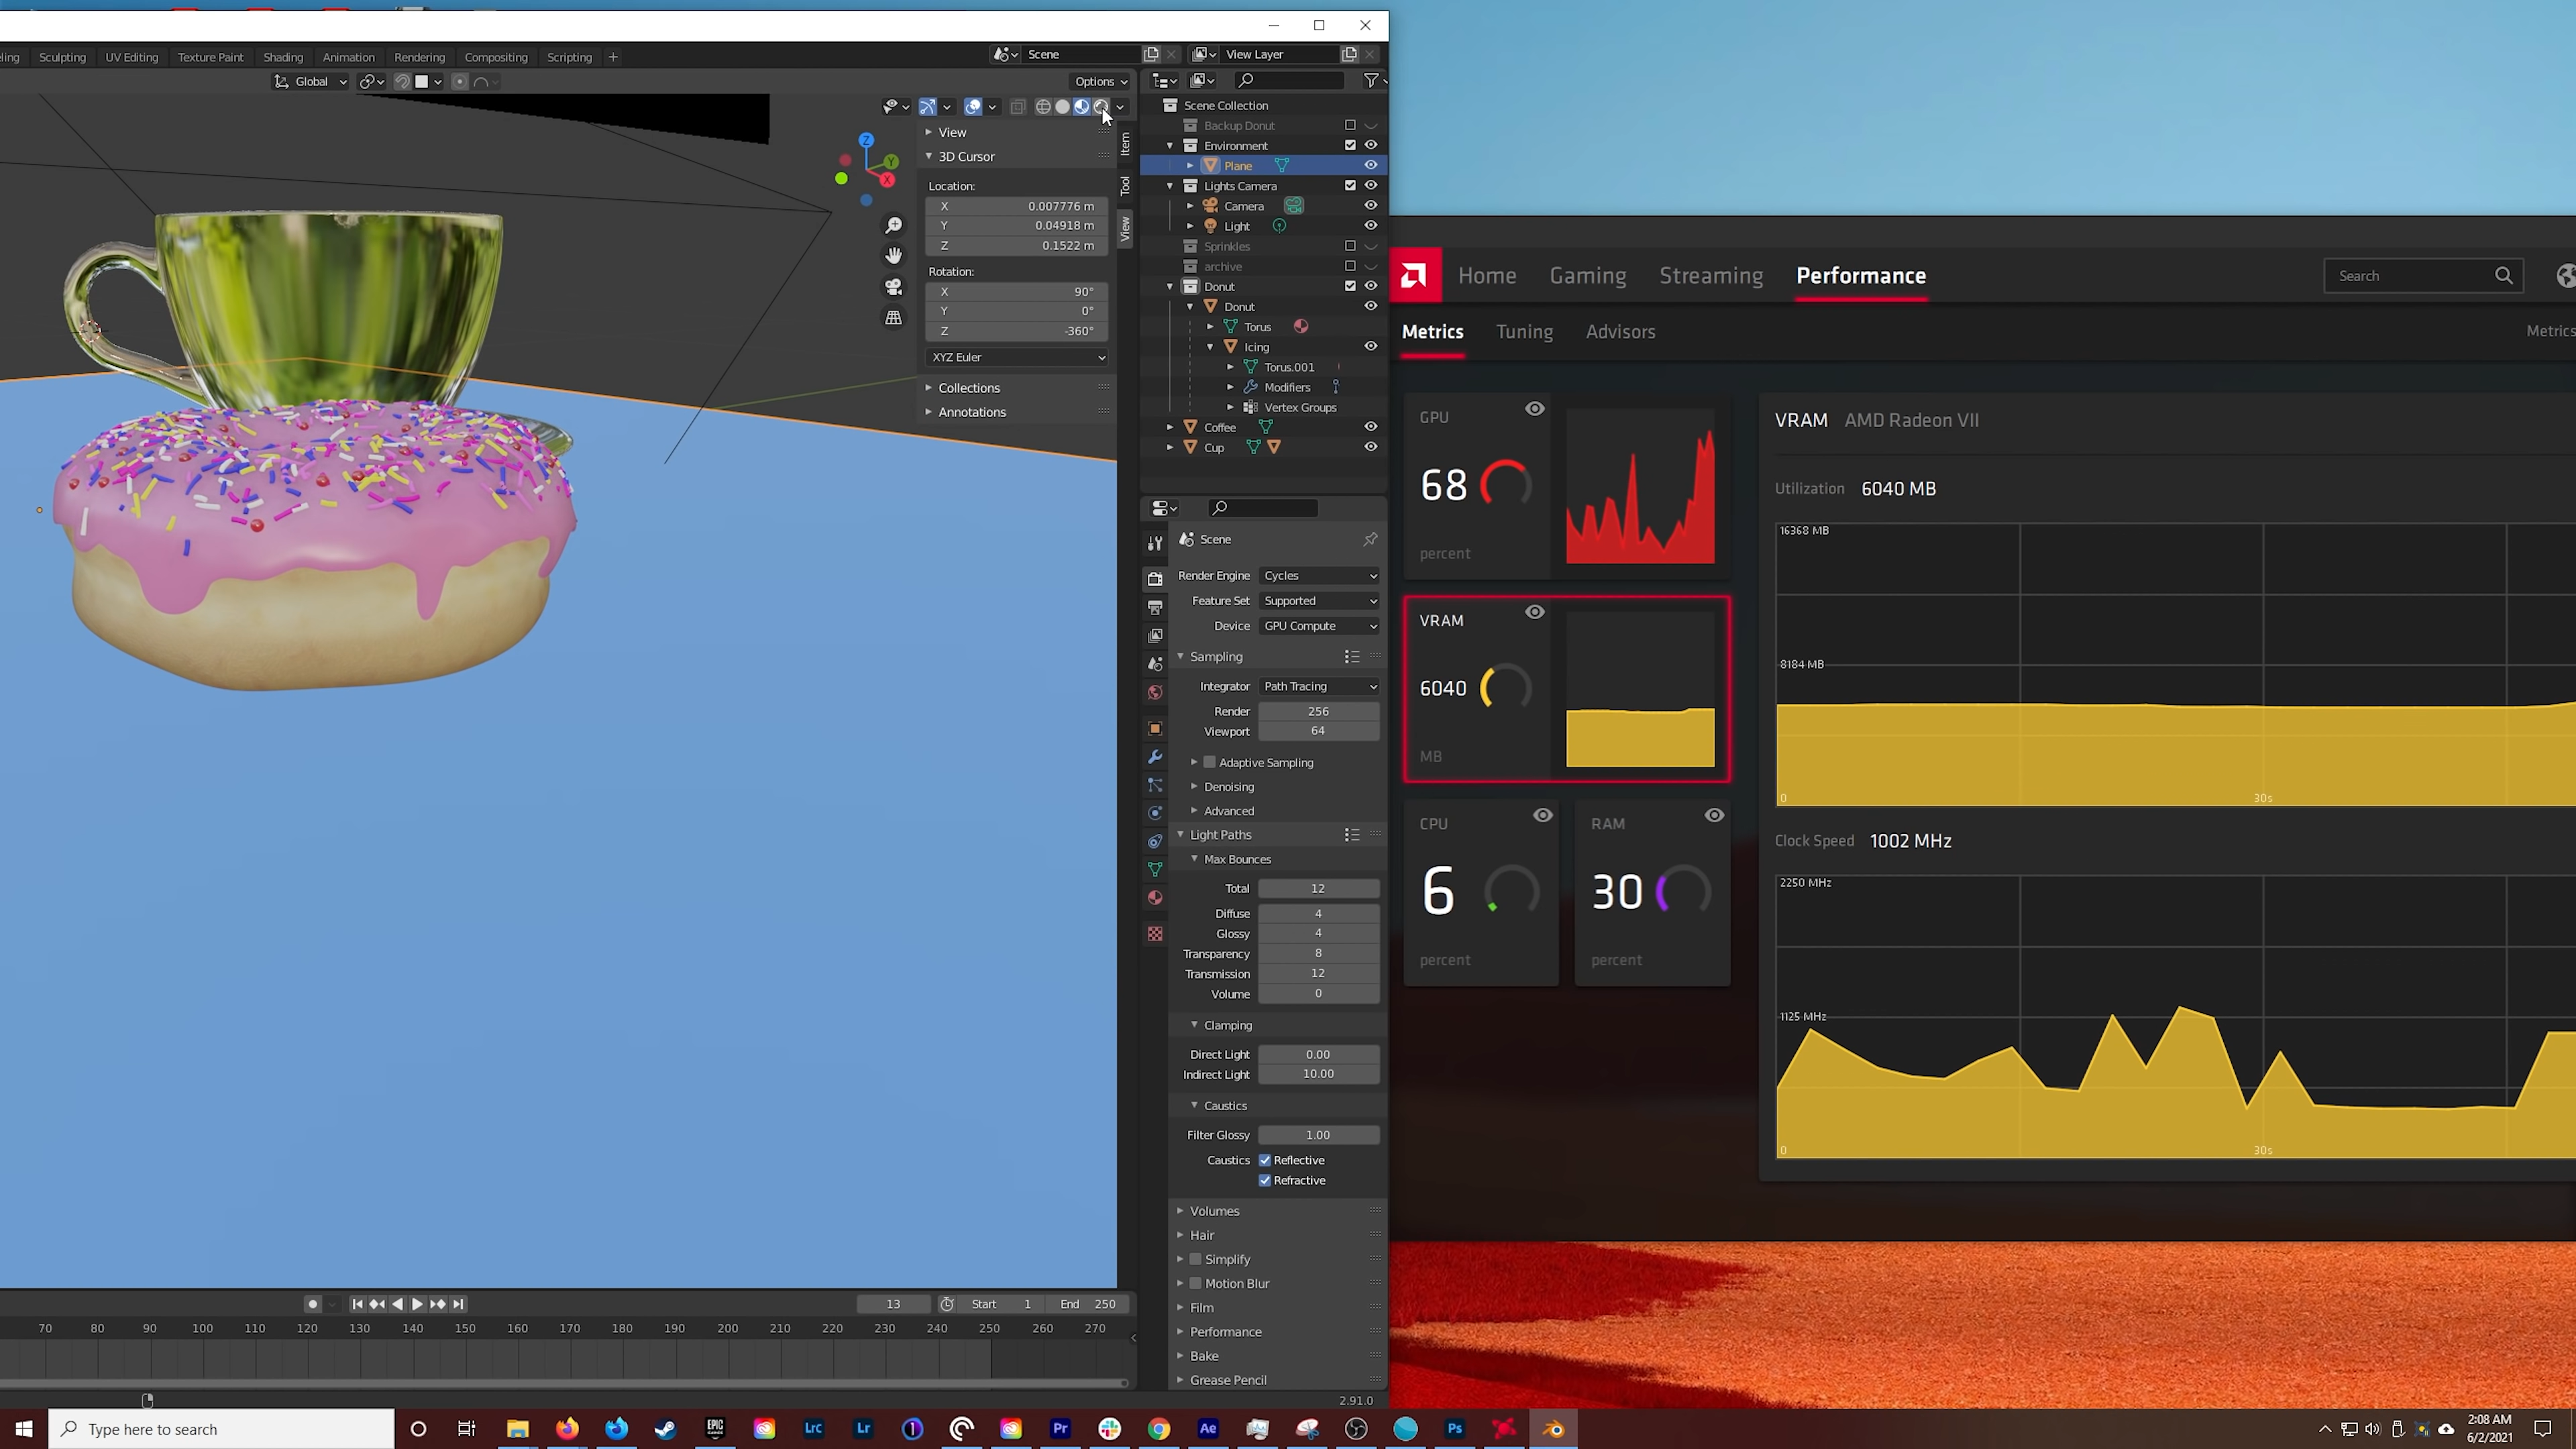 ling Sculpting UV Editing Texture Paint Shading Animation Rendering Compositing Scripting +
Scene
View Layer
Global
Options
View
3D Cursor
Location:
X 0.007776 m
Y 0.04918 m
Z 0.1522 m
Rotation:
X 90°
Y 0°
Z -360°
XYZ Euler
Collections
Annotations
Item
Tool
View
Z
Y
X
Scene Collection
Backup Donut
Environment
Plane
Lights Camera
Camera
Light
Sprinkles
archive
Donut
Donut
Torus
Icing
Torus.001
Modifiers
Vertex Groups
Coffee
Cup
Scene
Render Engine Cycles
Feature Set Supported
Device GPU Compute
Sampling
Integrator Path Tracing
Render 256
Viewport 64
Adaptive Sampling
Denoising
Advanced
Light Paths
Max Bounces
Total 12
Diffuse 4
Glossy 4
Transparency 8
Transmission 12
Volume 0
Clamping
Direct Light 0.00
Indirect Light 10.00
Caustics
Filter Glossy 1.00
Caustics Reflective
Refractive
Volumes
Hair
Simplify
Motion Blur
Film
Performance
Bake
Grease Pencil
13 Start 1 End 250
70 80 90 100 110 120 130 140 150 160 170 180 190 200 210 220 230 240 250 260 270
2.91.0
Home Gaming Streaming Performance
Search
Metrics Tuning Advisors
Metrics
GPU
68
percent
VRAM
6040
MB
CPU
6
percent
RAM
30
percent
VRAM AMD Radeon VII
Utilization 6040 MB
16368 MB
8184 MB
0 30s
Clock Speed 1002 MHz
2250 MHz
1125 MHz
0 30s
Type here to search
EPIC GAMES
LrC
Lr
Pr
Ae
Ps
2:08 AM
6/2/2021